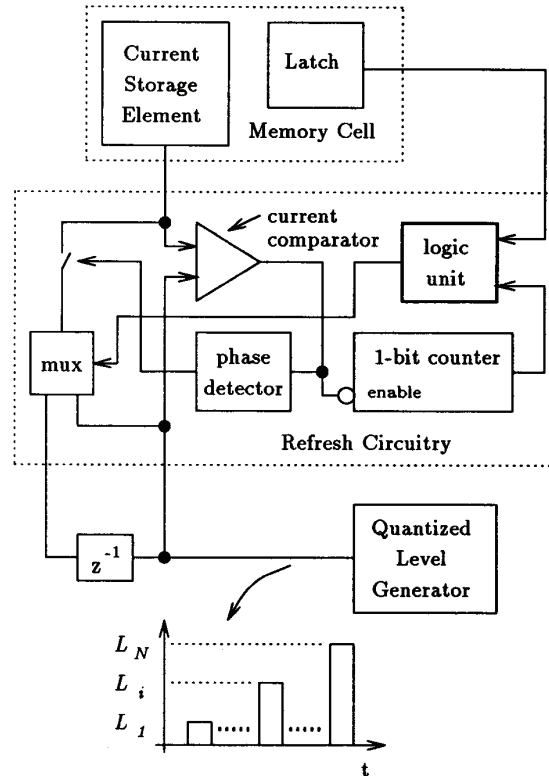 Current
Storage
Element
Latch
Memory Cell
current
comparator
logic
unit
mux
phase
detector
1-bit counter
enable
Refresh Circuitry
z⁻¹
Quantized
Level
Generator
L_N
L_i
L_1
t